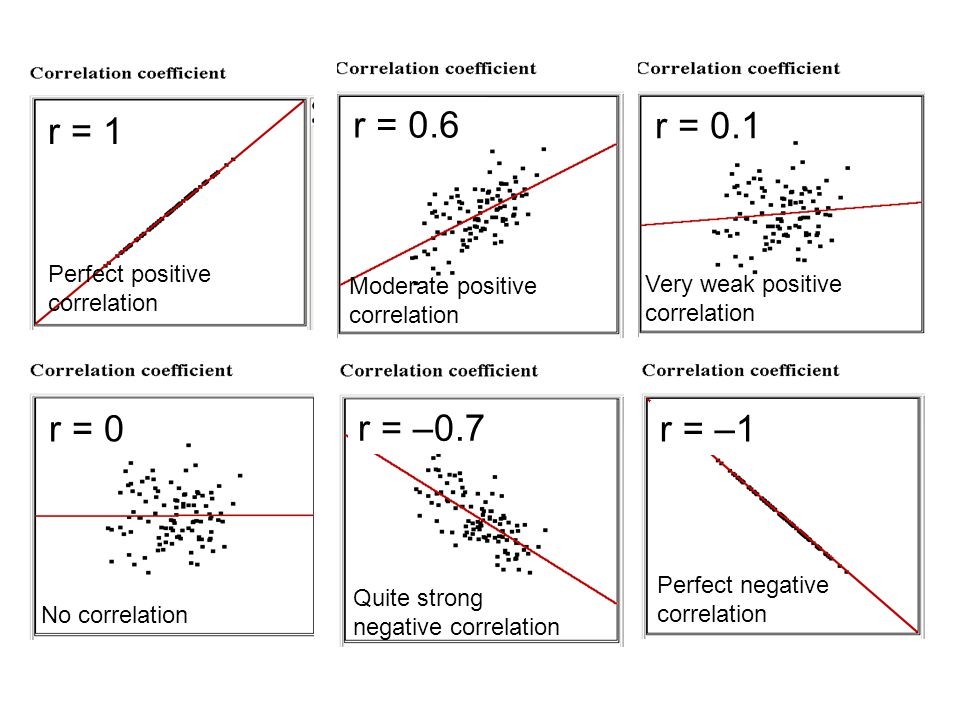 Correlation coefficient
r = 1
Perfect positive
correlation
Correlation coefficient
r = 0.6
Moderate positive
correlation
Correlation coefficient
r = 0.1
Very weak positive
correlation
Correlation coefficient
r = 0
No correlation
Correlation coefficient
r = –0.7
Quite strong
negative correlation
Correlation coefficient
r = –1
Perfect negative
correlation